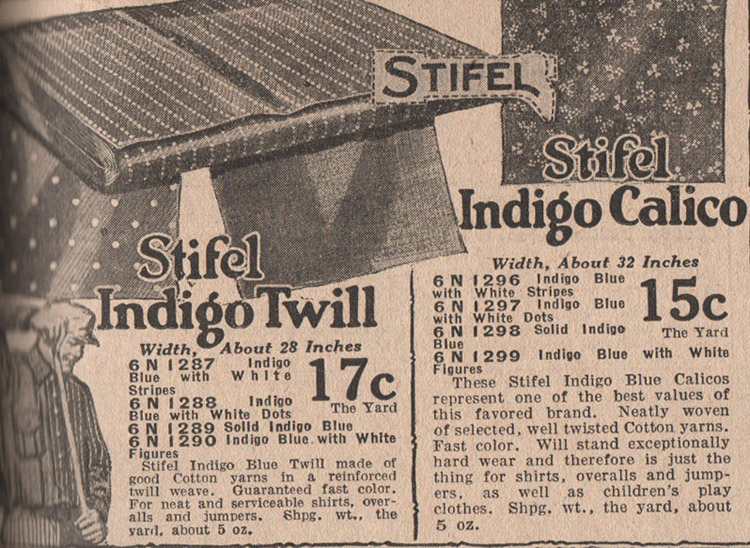 STIFEL
Stifel
Indigo Twill
Width, About 28 Inches
6 N 1287 Indigo
Blue with White
Stripes
6 N 1288 Indigo
Blue with White Dots
17c
The Yard
6 N 1289 Solid Indigo Blue
6 N 1290 Indigo Blue with White
Figures
Stifel Indigo Blue Twill made of
good Cotton yarns in a reinforced
twill weave. Guaranteed fast color.
For neat and serviceable shirts, over-
alls and jumpers. Shpg. wt., the
yard, about 5 oz.
Stifel
Indigo Calico
Width, About 32 Inches
6 N 1296 Indigo Blue
with White Stripes
6 N 1297 Indigo Blue
with White Dots
6 N 1298 Solid Indigo
Blue
15c
The Yard
6 N 1299 Indigo Blue with White
Figures
These Stifel Indigo Blue Calicos
represent one of the best values of
this favored brand. Neatly woven
of selected, well twisted Cotton yarns.
Fast color. Will stand exceptionally
hard wear and therefore is just the
thing for shirts, overalls and jump-
ers, as well as children's play
clothes. Shpg. wt., the yard, about
5 oz.